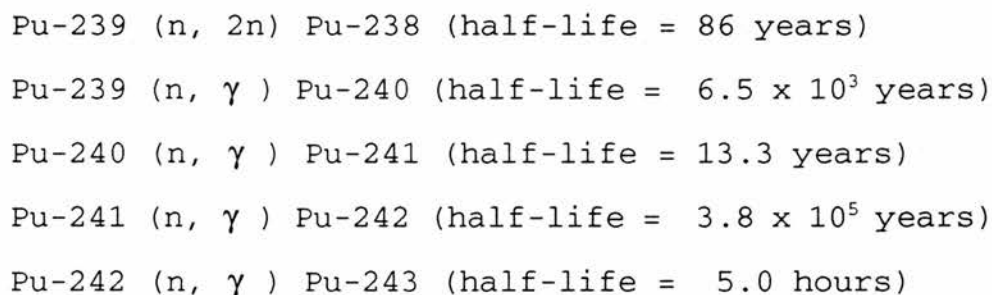 Pu-239 (n, 2n) Pu-238 (half-life = 86 years)
Pu-239 (n, γ ) Pu-240 (half-life = 6.5 x 10³ years)
Pu-240 (n, γ ) Pu-241 (half-life = 13.3 years)
Pu-241 (n, γ ) Pu-242 (half-life = 3.8 x 10⁵ years)
Pu-242 (n, γ ) Pu-243 (half-life = 5.0 hours)